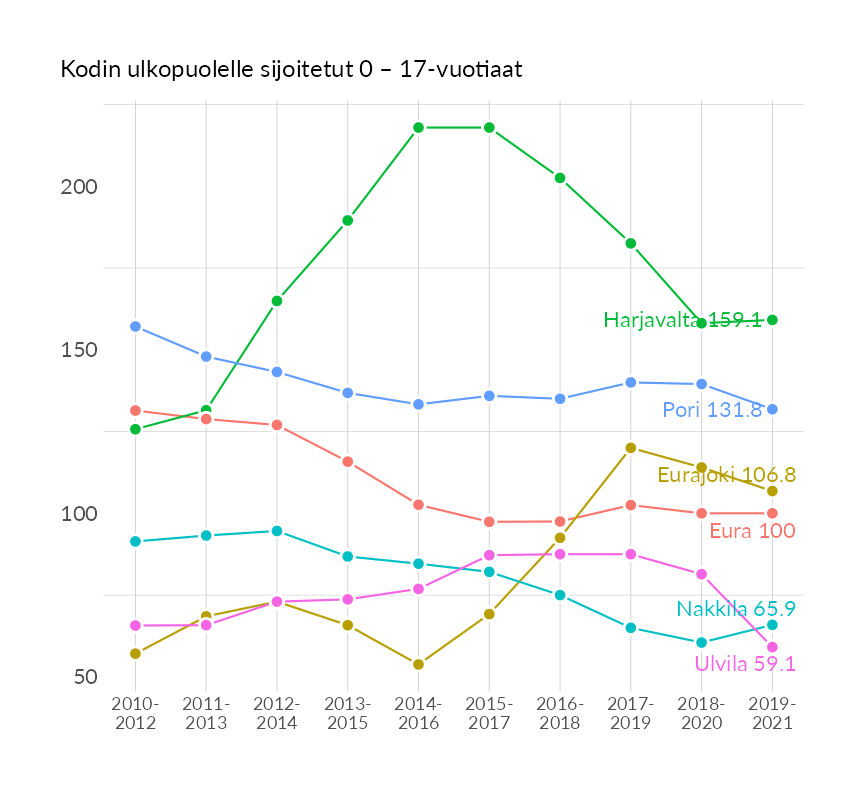 Kodin ulkopuolelle sijoitetut 0 – 17-vuotiaat
200
150
100
50
Harjavalta 159.1
Pori 131.8
Eurajoki 106.8
Eura 100
Nakkila 65.9
Ulvila 59.1
2010-2012
2011-2013
2012-2014
2013-2015
2014-2016
2015-2017
2016-2018
2017-2019
2018-2020
2019-2021